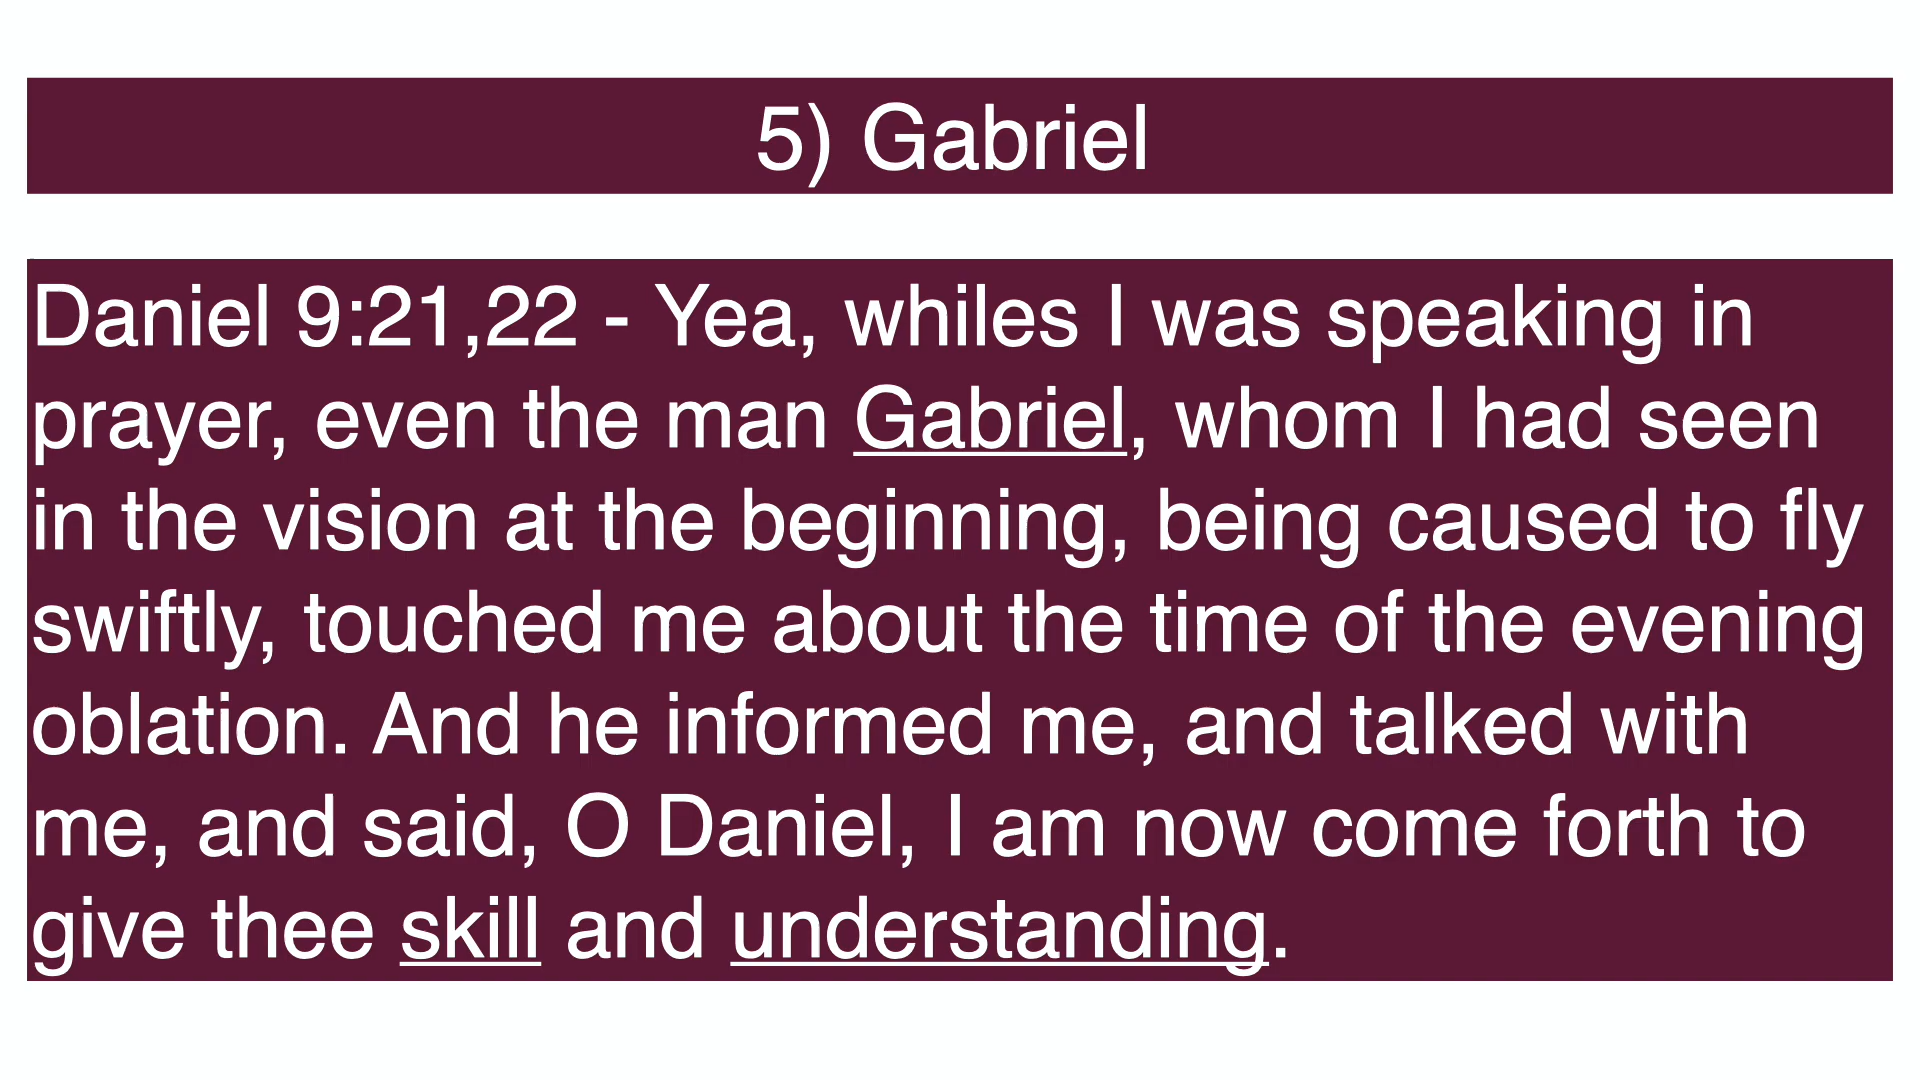 5) Gabriel
Daniel 9:21,22 - Yea, whiles I was speaking in
prayer, even the man Gabriel, whom I had seen
in the vision at the beginning, being caused to fly
swiftly, touched me about the time of the evening
oblation. And he informed me, and talked with
me, and said, O Daniel, I am now come forth to
give thee skill and understanding.